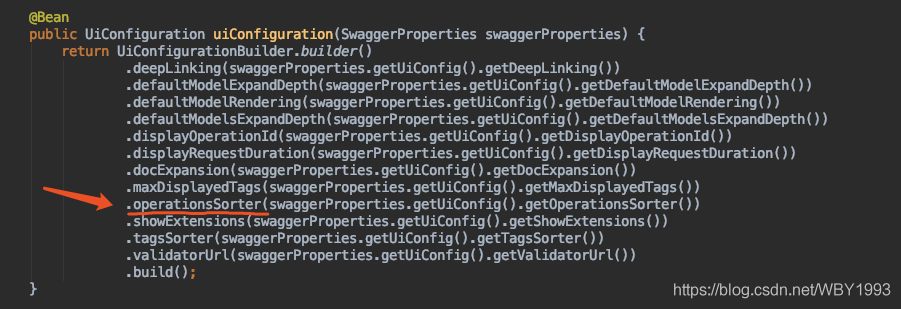 @Bean
public UiConfiguration uiConfiguration(SwaggerProperties swaggerProperties) {
    return UiConfigurationBuilder.builder()
            .deepLinking(swaggerProperties.getUiConfig().getDeepLinking())
            .defaultModelExpandDepth(swaggerProperties.getUiConfig().getDefaultModelExpandDepth())
            .defaultModelRendering(swaggerProperties.getUiConfig().getDefaultModelRendering())
            .defaultModelsExpandDepth(swaggerProperties.getUiConfig().getDefaultModelsExpandDepth())
            .displayOperationId(swaggerProperties.getUiConfig().getDisplayOperationId())
            .displayRequestDuration(swaggerProperties.getUiConfig().getDisplayRequestDuration())
            .docExpansion(swaggerProperties.getUiConfig().getDocExpansion())
            .maxDisplayedTags(swaggerProperties.getUiConfig().getMaxDisplayedTags())
            .operationsSorter(swaggerProperties.getUiConfig().getOperationsSorter())
            .showExtensions(swaggerProperties.getUiConfig().getShowExtensions())
            .tagsSorter(swaggerProperties.getUiConfig().getTagsSorter())
            .validatorUrl(swaggerProperties.getUiConfig().getValidatorUrl())
            .build();
}
https://blog.csdn.net/WBY1993